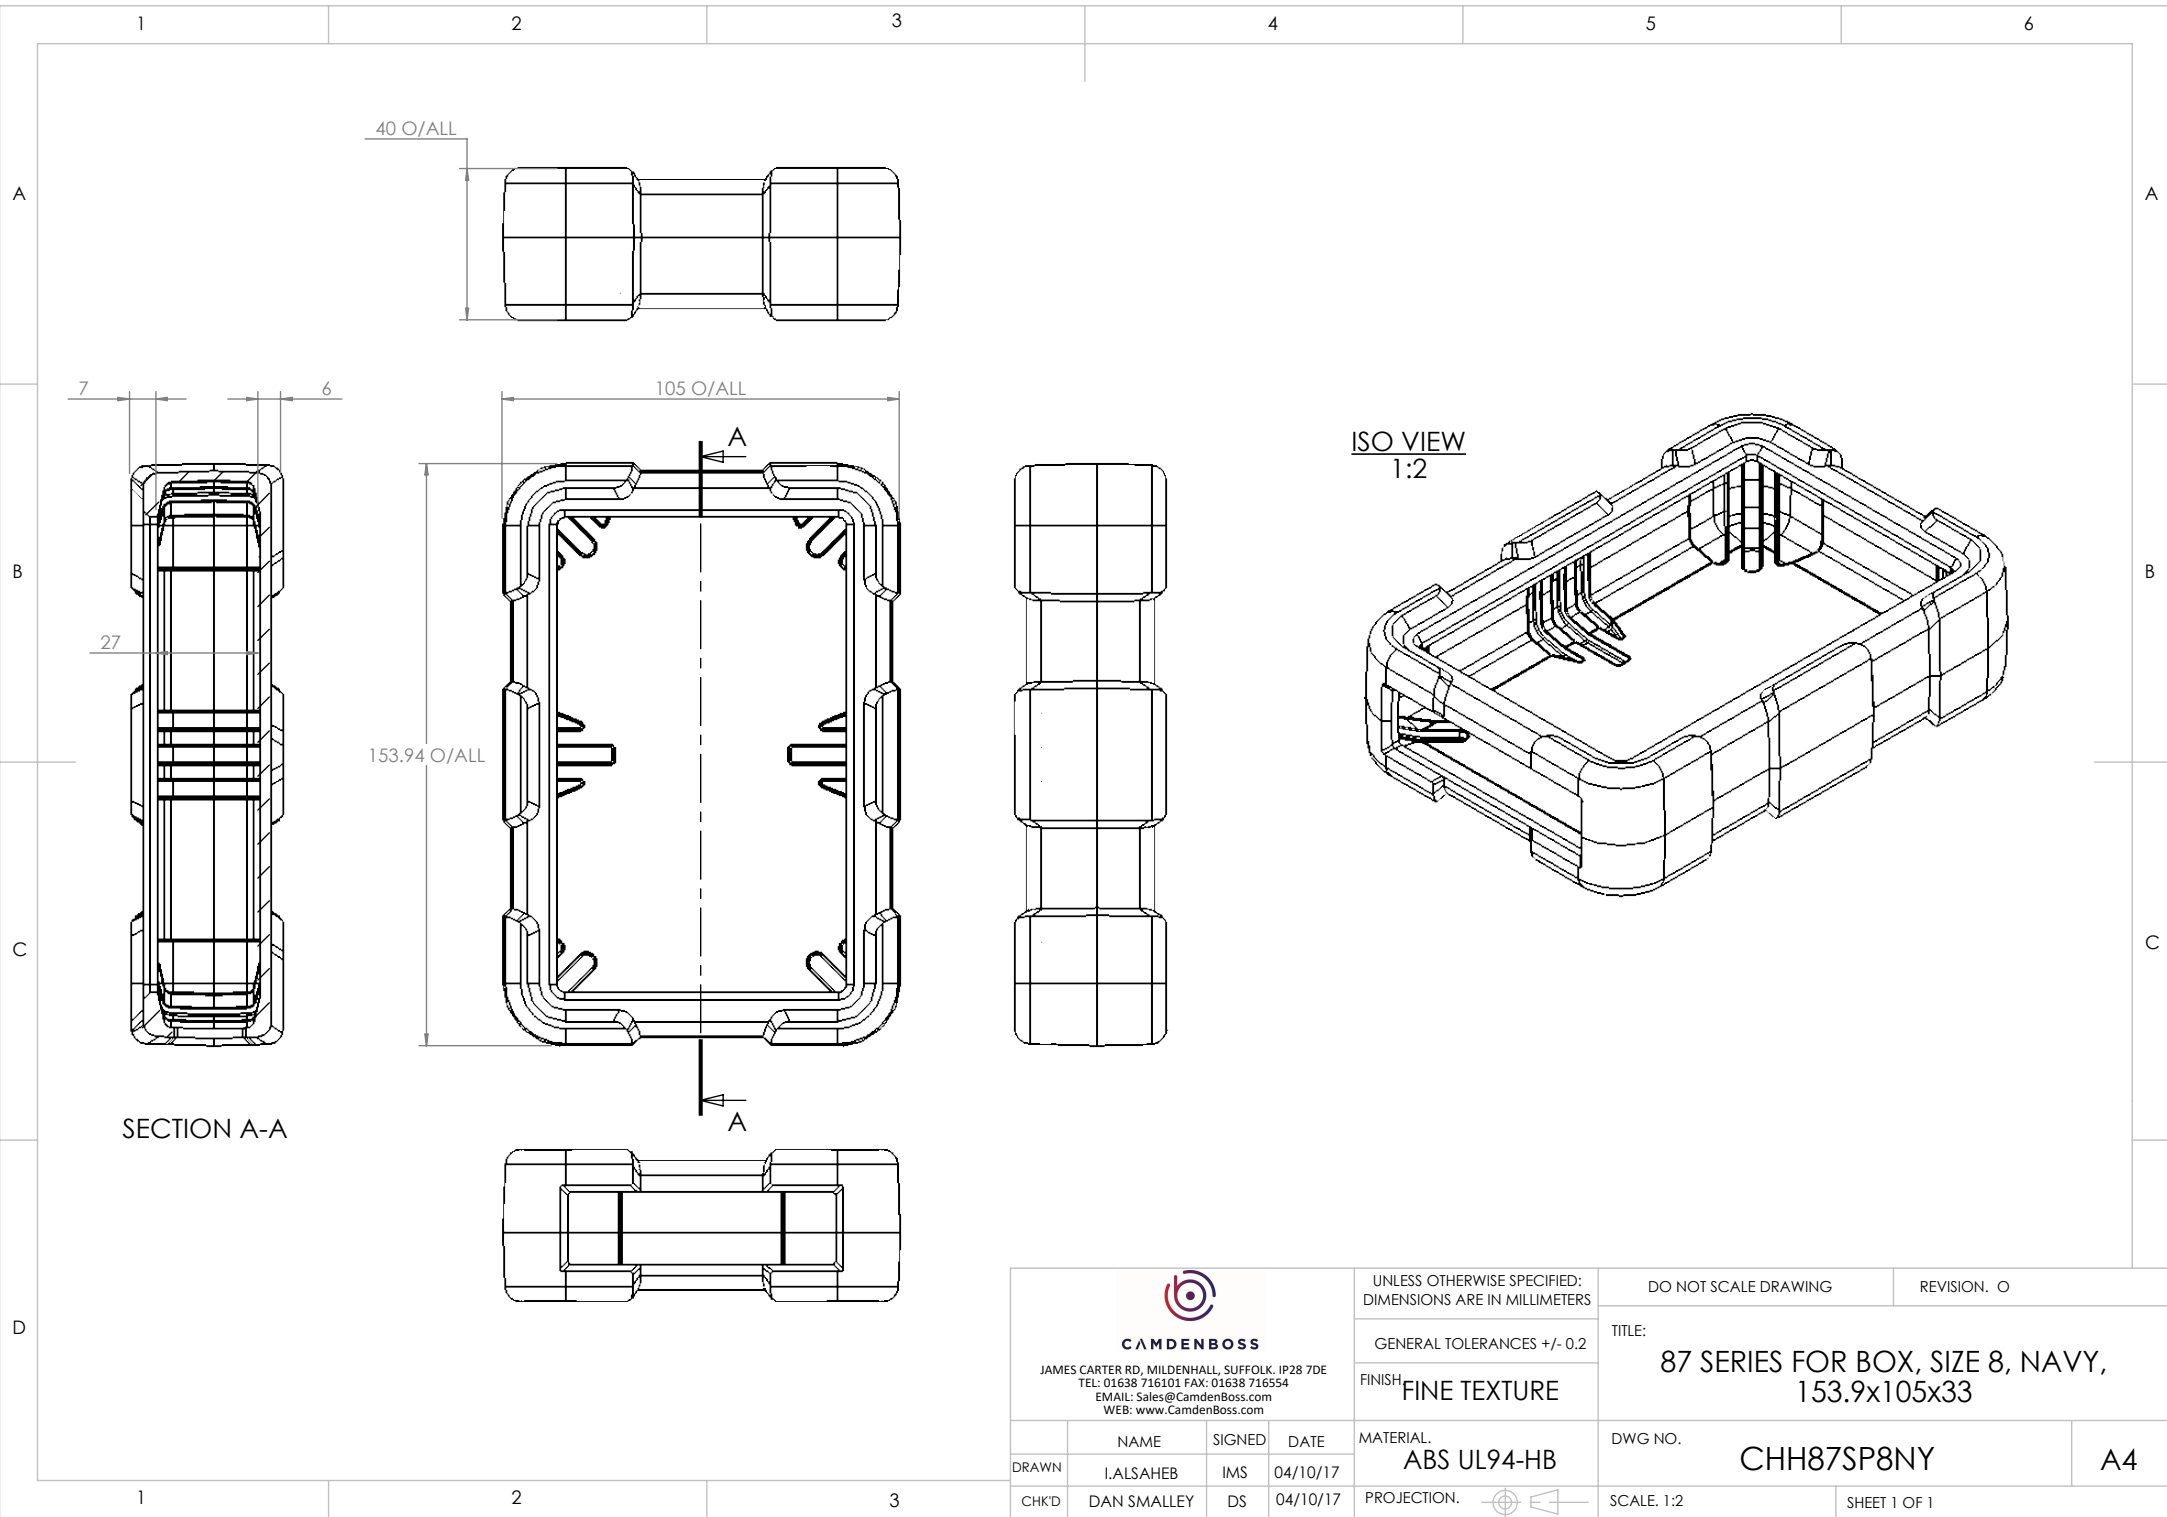 1 2 3 4 5 6
A A
B B
C C
D
1 2 3
40 O/ALL
7
6
105 O/ALL
A
27
153.94 O/ALL
A
SECTION A-A
ISO VIEW
1:2
CAMDENBOSS
JAMES CARTER RD, MILDENHALL, SUFFOLK. IP28 7DE
TEL: 01638 716101 FAX: 01638 716554
EMAIL: Sales@CamdenBoss.com
WEB: www.CamdenBoss.com
NAME SIGNED DATE
DRAWN I.ALSAHEB IMS 04/10/17
CHK'D DAN SMALLEY DS 04/10/17
UNLESS OTHERWISE SPECIFIED:
DIMENSIONS ARE IN MILLIMETERS
GENERAL TOLERANCES +/- 0.2
FINISH. FINE TEXTURE
MATERIAL. ABS UL94-HB
PROJECTION.
DO NOT SCALE DRAWING
REVISION. O
TITLE:
87 SERIES FOR BOX, SIZE 8, NAVY,
153.9x105x33
DWG NO. CHH87SP8NY
A4
SCALE. 1:2
SHEET 1 OF 1